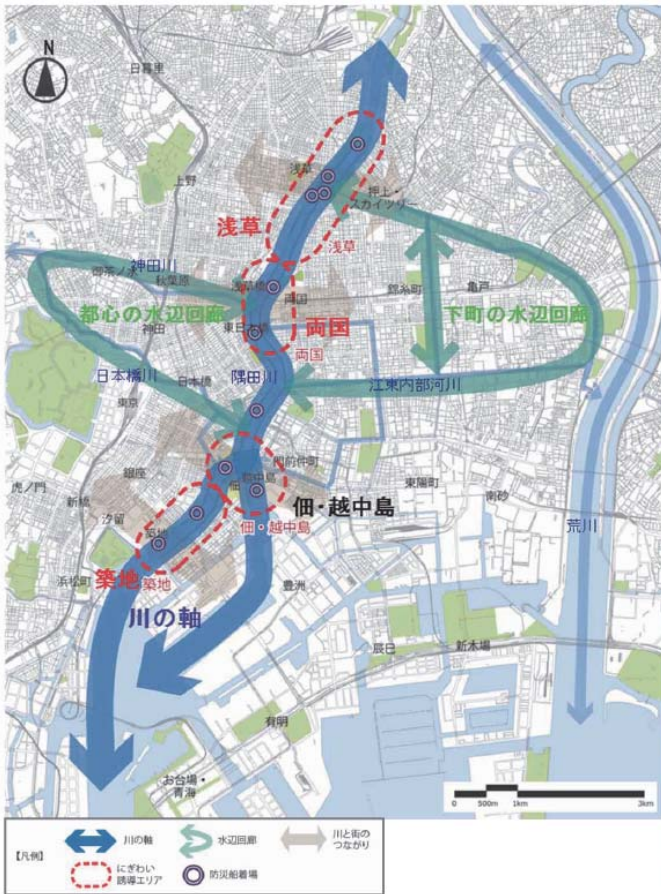 N
日暮里
上野
浅草
押上・
スカイツリー
浅草
浅草
神田川
御茶ノ水
秋葉原
浅草橋
両国
錦糸町
亀戸
都心の水辺回廊
神田
東日本橋
両国
下町の水辺回廊
両国
日本橋川
日本橋
隅田川
江東内部河川
東京
銀座
門前仲町
東陽町
南砂
虎ノ門
新橋
佃
越中島
佃・越中島
汐留
佃・越中島
荒川
築地
浜松町
築地
築地
豊洲
川の軸
辰巳
新木場
有明
お台場・
青海
0 500m 1km 3km
【凡例】
川の軸
水辺回廊
川と街の
つながり
にぎわい
誘導エリア
防災船着場